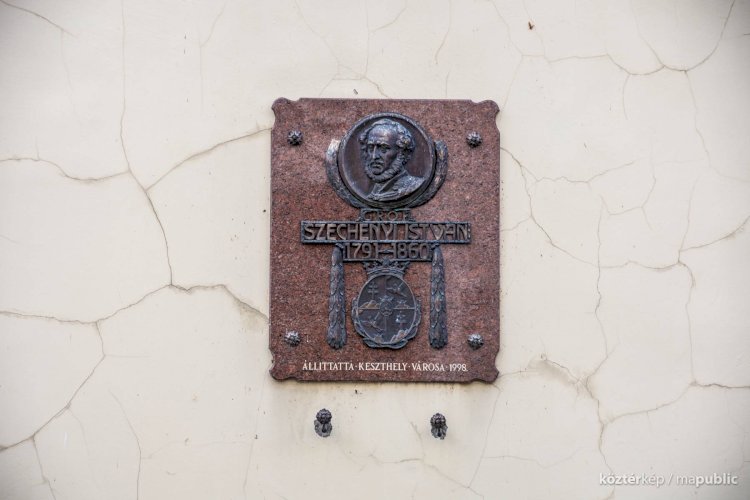 GRÓF
SZÉCHENYI ISTVÁN
1791–1860
ÁLLÍTTATTA · KESZTHELY · VÁROSA · 1998.
köztérkép / mapublic